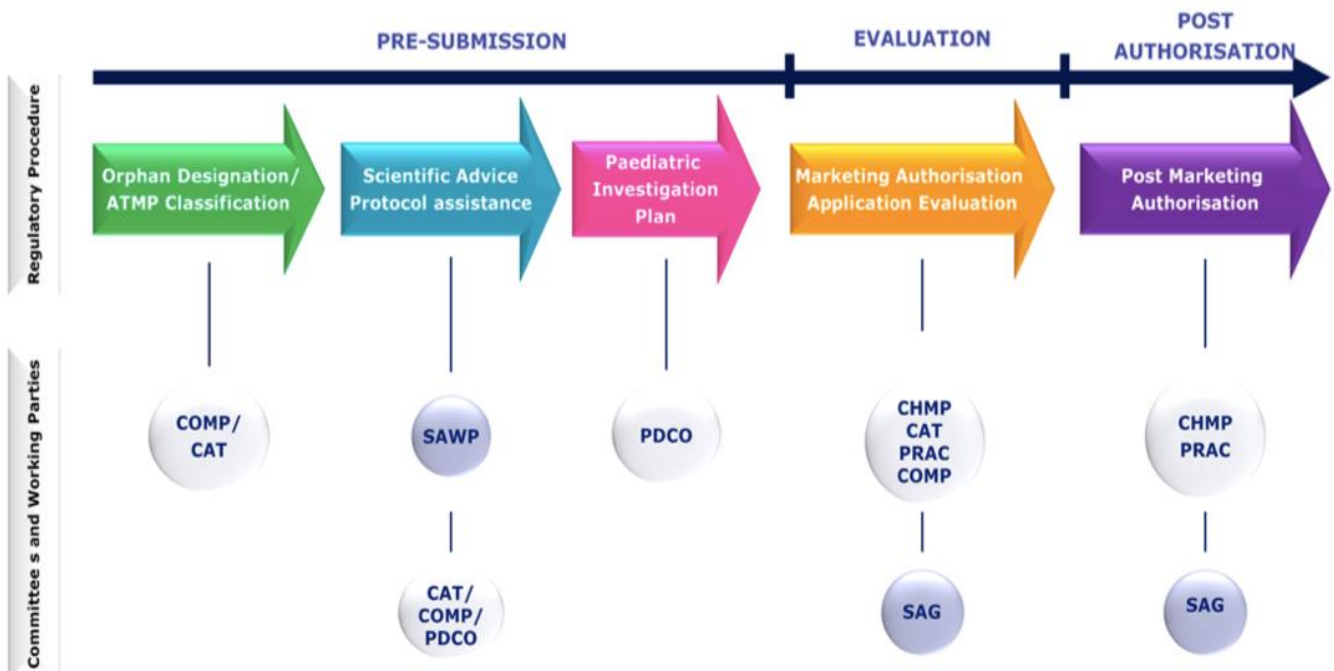 PRE-SUBMISSION
EVALUATION
POST
AUTHORISATION
Regulatory Procedure
Orphan Designation/
ATMP Classification
Scientific Advice
Protocol assistance
Paediatric
Investigation
Plan
Marketing Authorisation
Application Evaluation
Post Marketing
Authorisation
Committee s and Working Parties
COMP/
CAT
SAWP
PDCO
CHMP
CAT
PRAC
COMP
CHMP
PRAC
CAT/
COMP/
PDCO
SAG
SAG